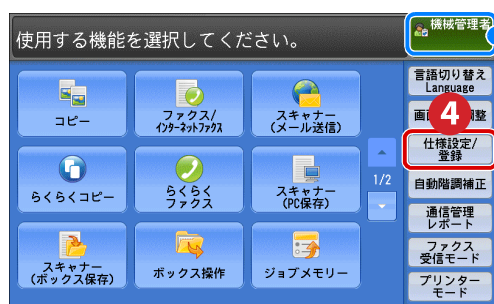 使用する機能を選択してください。
機械管理者
コピー
ファクス/
インターネットファクス
スキャナー
(メール送信)
らくらくコピー
らくらく
ファクス
スキャナー
(PC保存)
スキャナー
(ボックス保存)
ボックス操作
ジョブメモリー
1/2
言語切り替え
Language
画
4
整
仕様設定/
登録
自動階調補正
通信管理
レポート
ファクス
受信モード
プリンター
モード